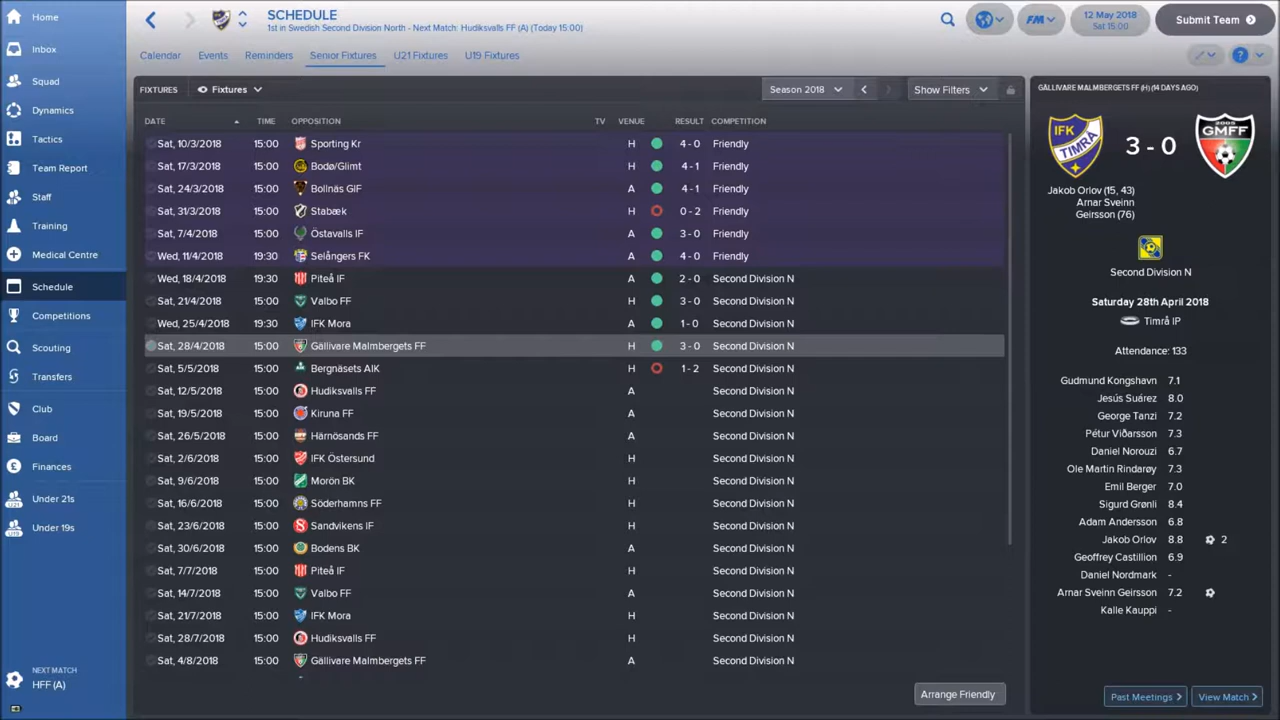 Home
Inbox
Squad
Dynamics
Tactics
Team Report
Staff
Training
Medical Centre
Schedule
Competitions
Scouting
Transfers
Club
Board
Finances
Under 21s
Under 19s
NEXT MATCH
HFF (A)
SCHEDULE
1st in Swedish Second Division North - Next Match: Hudiksvalls FF (A) (Today 15:00)
FM
12 May 2018
Sat 15:00
Submit Team
Calendar Events Reminders Senior Fixtures U21 Fixtures U19 Fixtures
?
FIXTURES Fixtures Season 2018 Show Filters
DATE TIME OPPOSITION TV VENUE RESULT COMPETITION
Sat, 10/3/2018 15:00 Sporting Kr H 4 - 0 Friendly
Sat, 17/3/2018 15:00 Bodø/Glimt H 4 - 1 Friendly
Sat, 24/3/2018 15:00 Bollnäs GIF A 4 - 1 Friendly
Sat, 31/3/2018 15:00 Stabæk H 0 - 2 Friendly
Sat, 7/4/2018 15:00 Östavalls IF A 3 - 0 Friendly
Wed, 11/4/2018 19:30 Selångers FK A 4 - 0 Friendly
Wed, 18/4/2018 19:30 Piteå IF A 2 - 0 Second Division N
Sat, 21/4/2018 15:00 Valbo FF H 3 - 0 Second Division N
Wed, 25/4/2018 19:30 IFK Mora A 1 - 0 Second Division N
Sat, 28/4/2018 15:00 Gällivare Malmbergets FF H 3 - 0 Second Division N
Sat, 5/5/2018 15:00 Bergnäsets AIK H 1 - 2 Second Division N
Sat, 12/5/2018 15:00 Hudiksvalls FF A Second Division N
Sat, 19/5/2018 15:00 Kiruna FF A Second Division N
Sat, 26/5/2018 15:00 Härnösands FF A Second Division N
Sat, 2/6/2018 15:00 IFK Östersund H Second Division N
Sat, 9/6/2018 15:00 Morön BK H Second Division N
Sat, 16/6/2018 15:00 Söderhamns FF H Second Division N
Sat, 23/6/2018 15:00 Sandvikens IF H Second Division N
Sat, 30/6/2018 15:00 Bodens BK A Second Division N
Sat, 7/7/2018 15:00 Piteå IF H Second Division N
Sat, 14/7/2018 15:00 Valbo FF A Second Division N
Sat, 21/7/2018 15:00 IFK Mora H Second Division N
Sat, 28/7/2018 15:00 Hudiksvalls FF H Second Division N
Sat, 4/8/2018 15:00 Gällivare Malmbergets FF A Second Division N
Arrange Friendly
GÄLLIVARE MALMBERGETS FF (H) (14 DAYS AGO)
IFK
TIMRÅ
3 - 0
2005
GMFF
Jakob Orlov (15, 43)
Arnar Sveinn
Geirsson (76)
Second Division N
Saturday 28th April 2018
Timrå IP
Attendance: 133
Gudmund Kongshavn 7.1
Jesús Suárez 8.0
George Tanzi 7.2
Pétur Viðarsson 7.3
Daniel Norouzi 6.7
Ole Martin Rindarøy 7.3
Emil Berger 7.0
Sigurd Grønli 8.4
Adam Andersson 6.8
Jakob Orlov 8.8 2
Geoffrey Castillion 6.9
Daniel Nordmark -
Arnar Sveinn Geirsson 7.2
Kalle Kauppi -
Past Meetings View Match